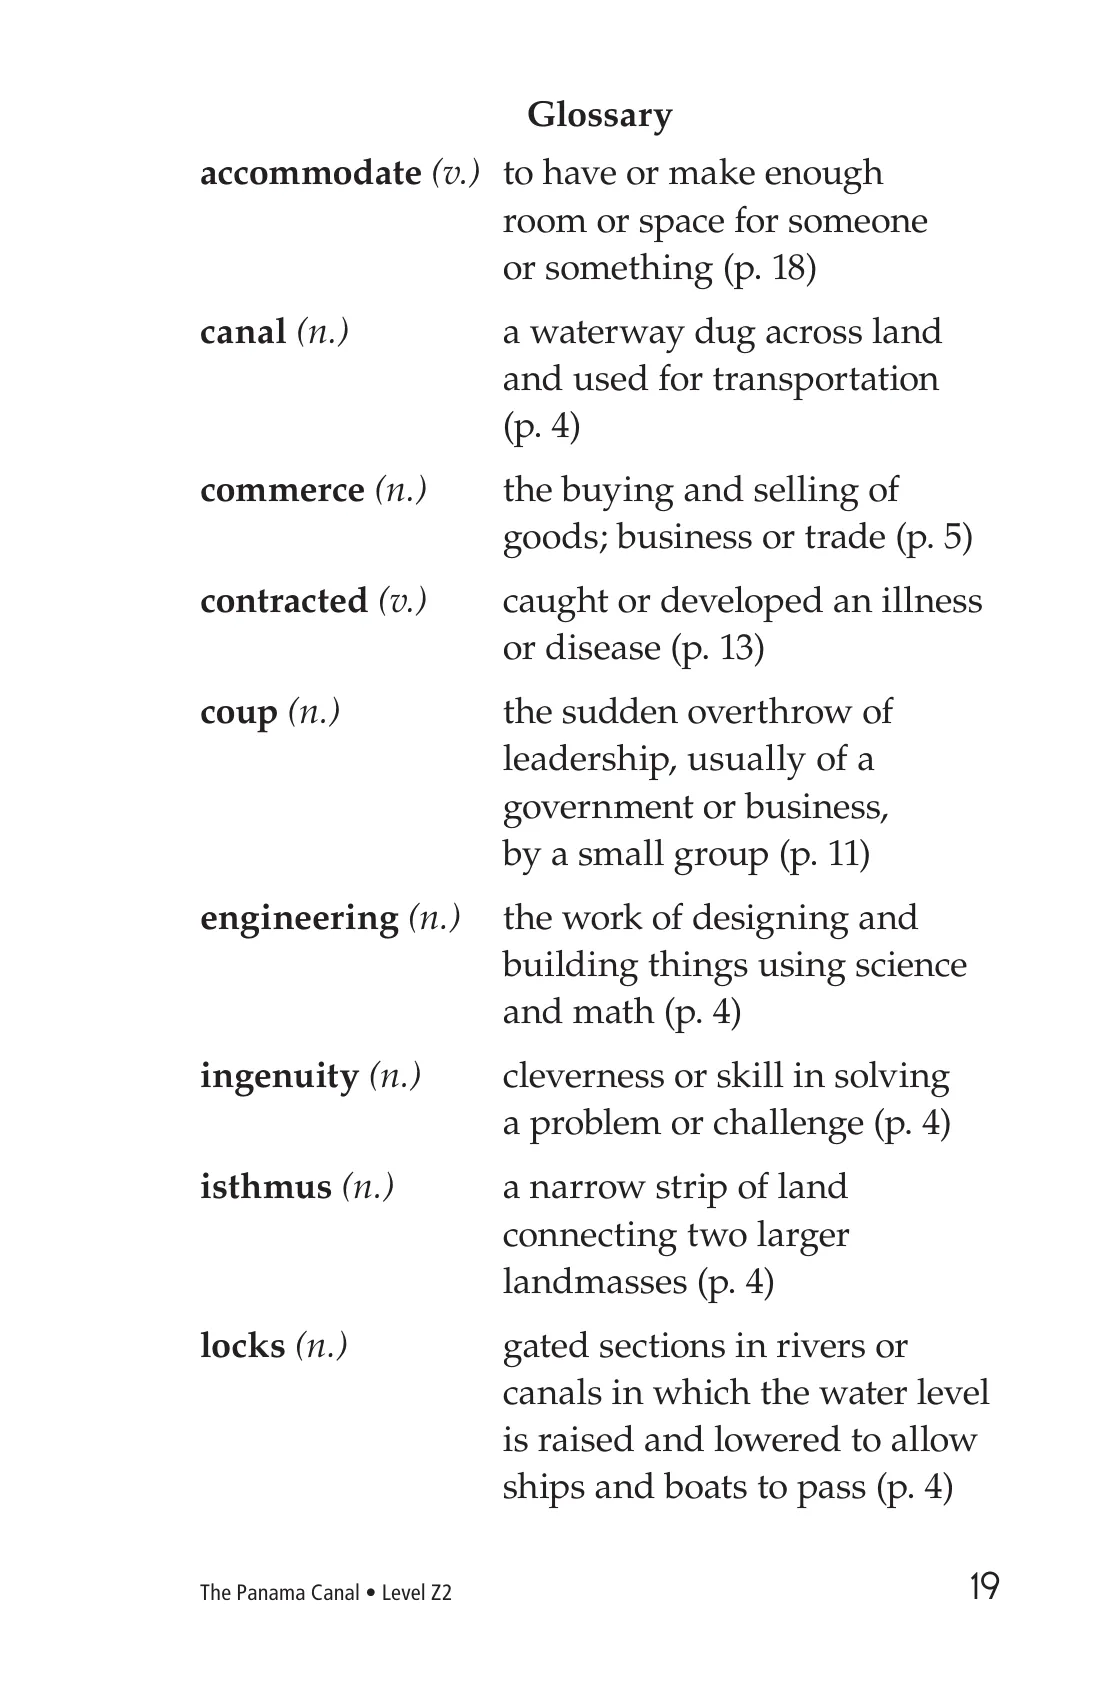 Glossary
accommodate (v.) to have or make enough
room or space for someone
or something (p. 18)
canal (n.) a waterway dug across land
and used for transportation
(p. 4)
commerce (n.) the buying and selling of
goods; business or trade (p. 5)
contracted (v.) caught or developed an illness
or disease (p. 13)
coup (n.) the sudden overthrow of
leadership, usually of a
government or business,
by a small group (p. 11)
engineering (n.) the work of designing and
building things using science
and math (p. 4)
ingenuity (n.) cleverness or skill in solving
a problem or challenge (p. 4)
isthmus (n.) a narrow strip of land
connecting two larger
landmasses (p. 4)
locks (n.) gated sections in rivers or
canals in which the water level
is raised and lowered to allow
ships and boats to pass (p. 4)
The Panama Canal • Level Z2 19